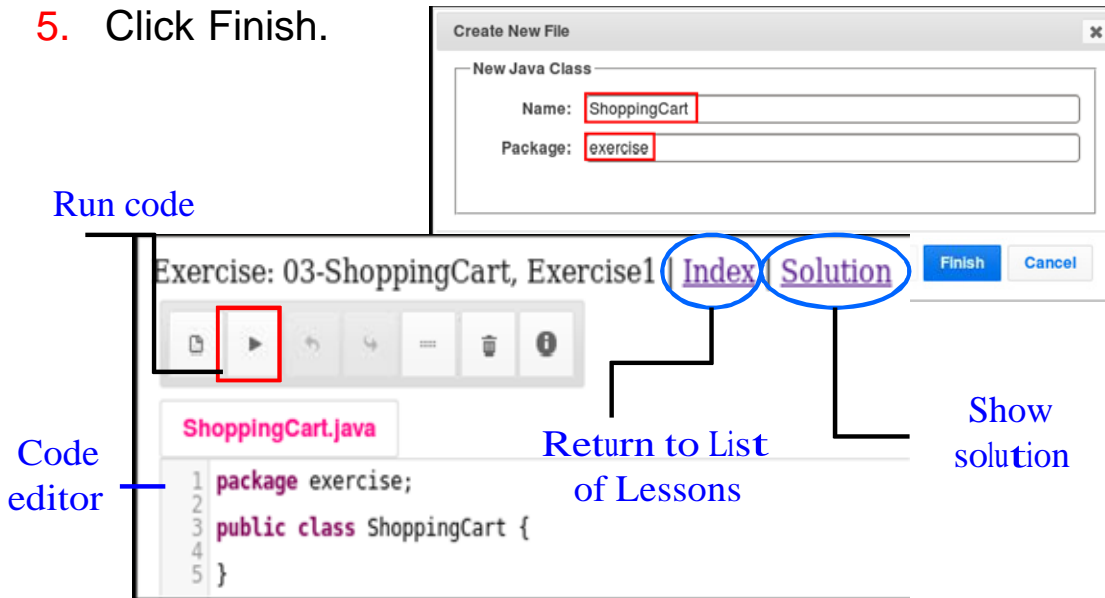 5. Click Finish.
Create New File
New Java Class
Name: ShoppingCart
Package: exercise
Finish Cancel
Run code
Exercise: 03-ShoppingCart, Exercise1 | Index | Solution
ShoppingCart.java
Code
editor
Return to List
of Lessons
Show
solution
1 package exercise;
2
3 public class ShoppingCart {
4
5 }